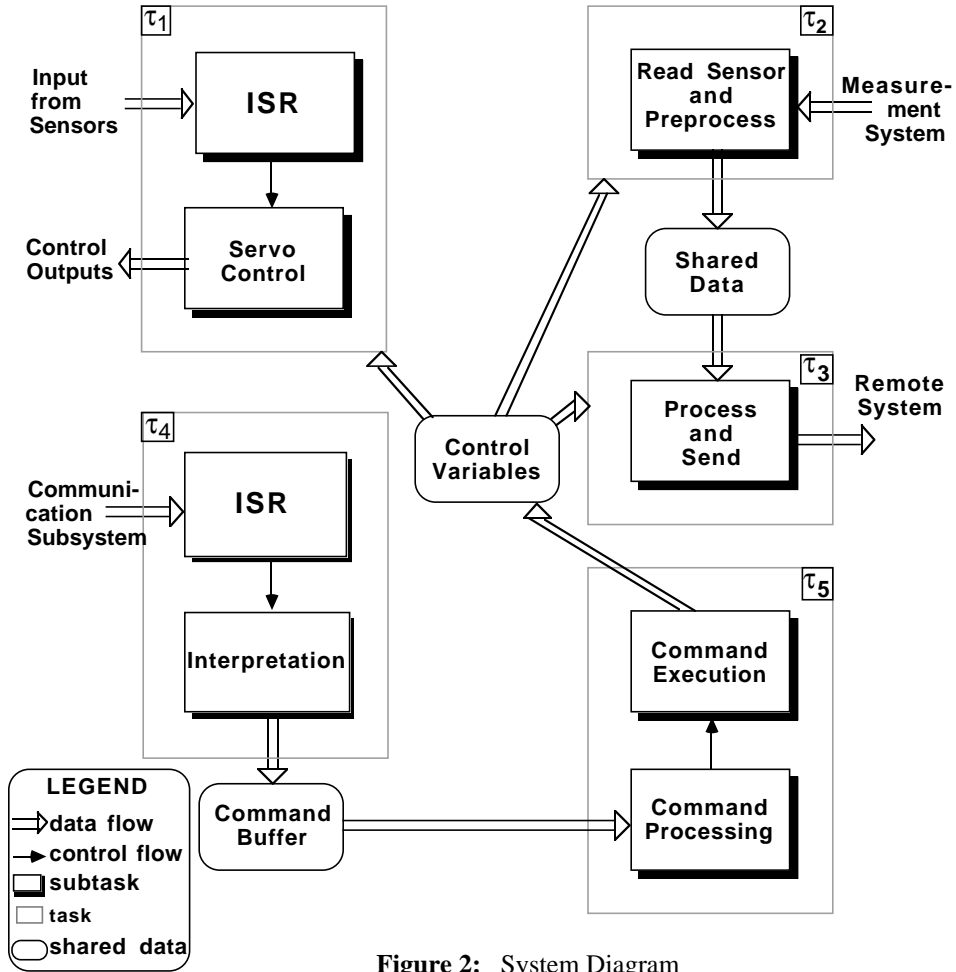 τ1
Input
from
Sensors
ISR
Control
Outputs
Servo
Control
τ2
Read Sensor
and
Preprocess
Measure-
ment
System
Shared
Data
τ3
Process
and
Send
Remote
System
Control
Variables
τ4
Communi-
cation
Subsystem
ISR
Interpretation
Command
Buffer
τ5
Command
Execution
Command
Processing
LEGEND
data flow
control flow
subtask
task
shared data
Figure 2: System Diagram